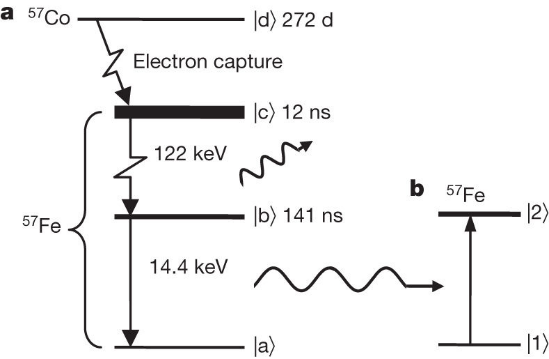 a
⁵⁷Co
|d⟩ 272 d
Electron capture
|c⟩ 12 ns
122 keV
⁵⁷Fe
|b⟩ 141 ns
14.4 keV
|a⟩
b
⁵⁷Fe
|2⟩
|1⟩